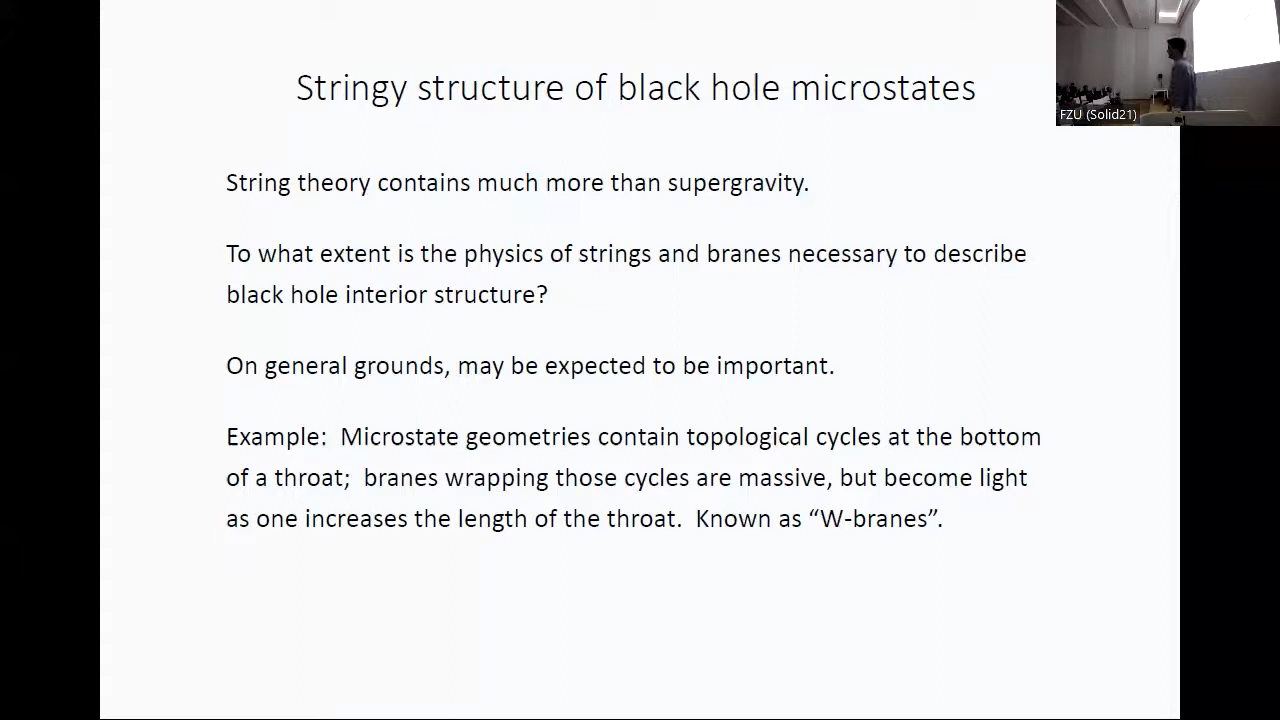 Stringy structure of black hole microstates
FZU (Solid21)
String theory contains much more than supergravity.
To what extent is the physics of strings and branes necessary to describe
black hole interior structure?
On general grounds, may be expected to be important.
Example:  Microstate geometries contain topological cycles at the bottom
of a throat;  branes wrapping those cycles are massive, but become light
as one increases the length of the throat.  Known as “W-branes”.